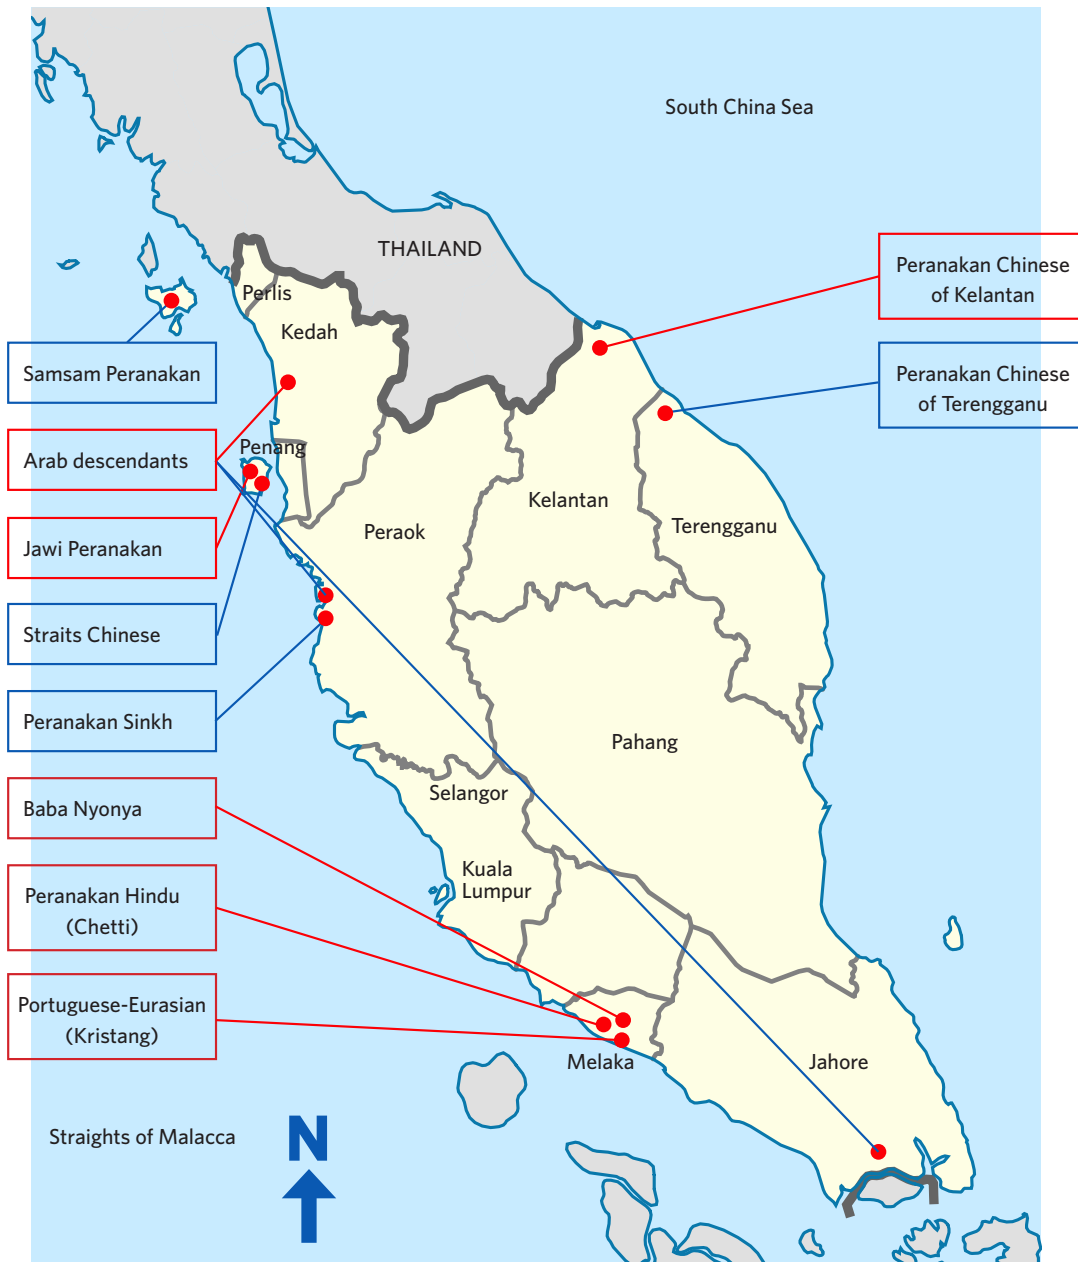 South China Sea
THAILAND
Peranakan Chinese
of Kelantan
Perlis
Kedah
Samsam Peranakan
Peranakan Chinese
of Terengganu
Arab descendants
Penang
Kelantan
Terengganu
Peraok
Jawi Peranakan
Straits Chinese
Peranakan Sinkh
Pahang
Selangor
Baba Nyonya
Kuala
Lumpur
Peranakan Hindu
(Chetti)
Portuguese-Eurasian
(Kristang)
Melaka
Jahore
Straights of Malacca
N